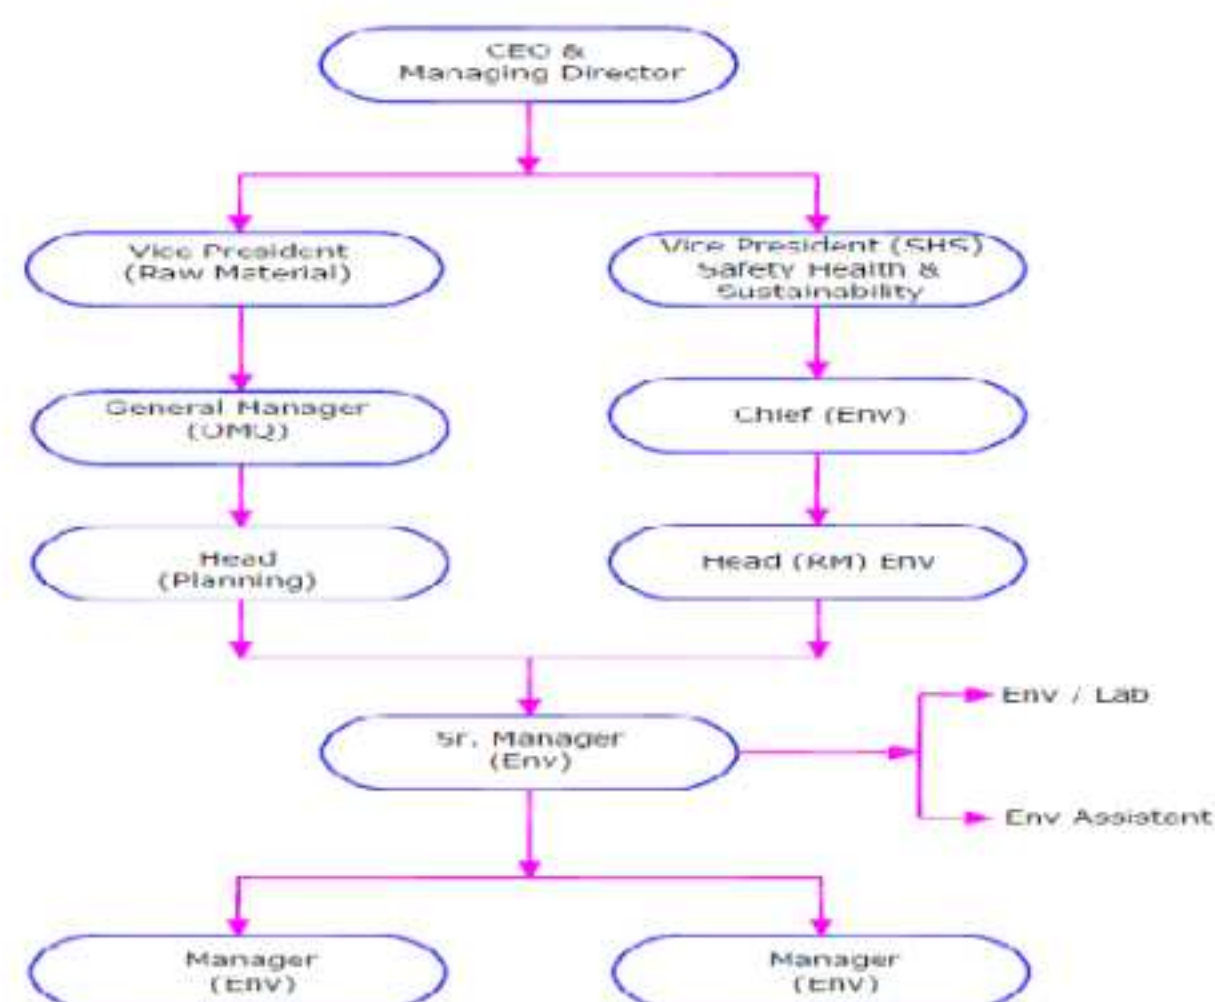 CEO &
Managing Director
Vice President
(Raw Material)
Vice President (SHS)
Safety Health &
Sustainability
General Manager
(OMQ)
Chief (Env)
Head
(Planning)
Head (RM) Env
Sr. Manager
(Env)
Env / Lab
Env Assistent
Manager
(Env)
Manager
(Env)